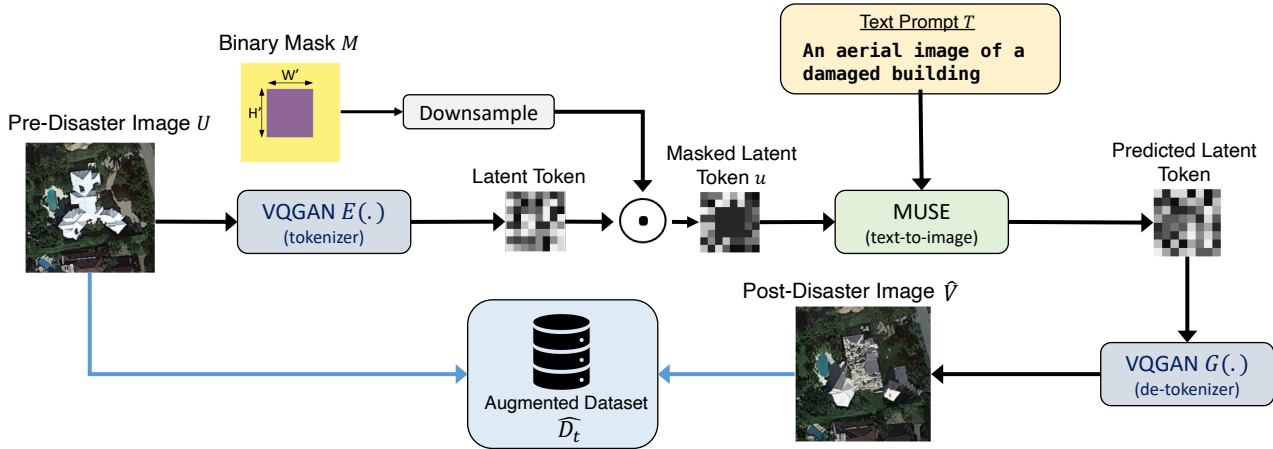 Binary Mask M
W'
H'
Downsample
Text Prompt T
An aerial image of a
damaged building
Pre-Disaster Image U
VQGAN E(.)
(tokenizer)
Latent Token
Masked Latent
Token u
MUSE
(text-to-image)
Predicted Latent
Token
Post-Disaster Image V̂
VQGAN G(.)
(de-tokenizer)
Augmented Dataset
D̂_t